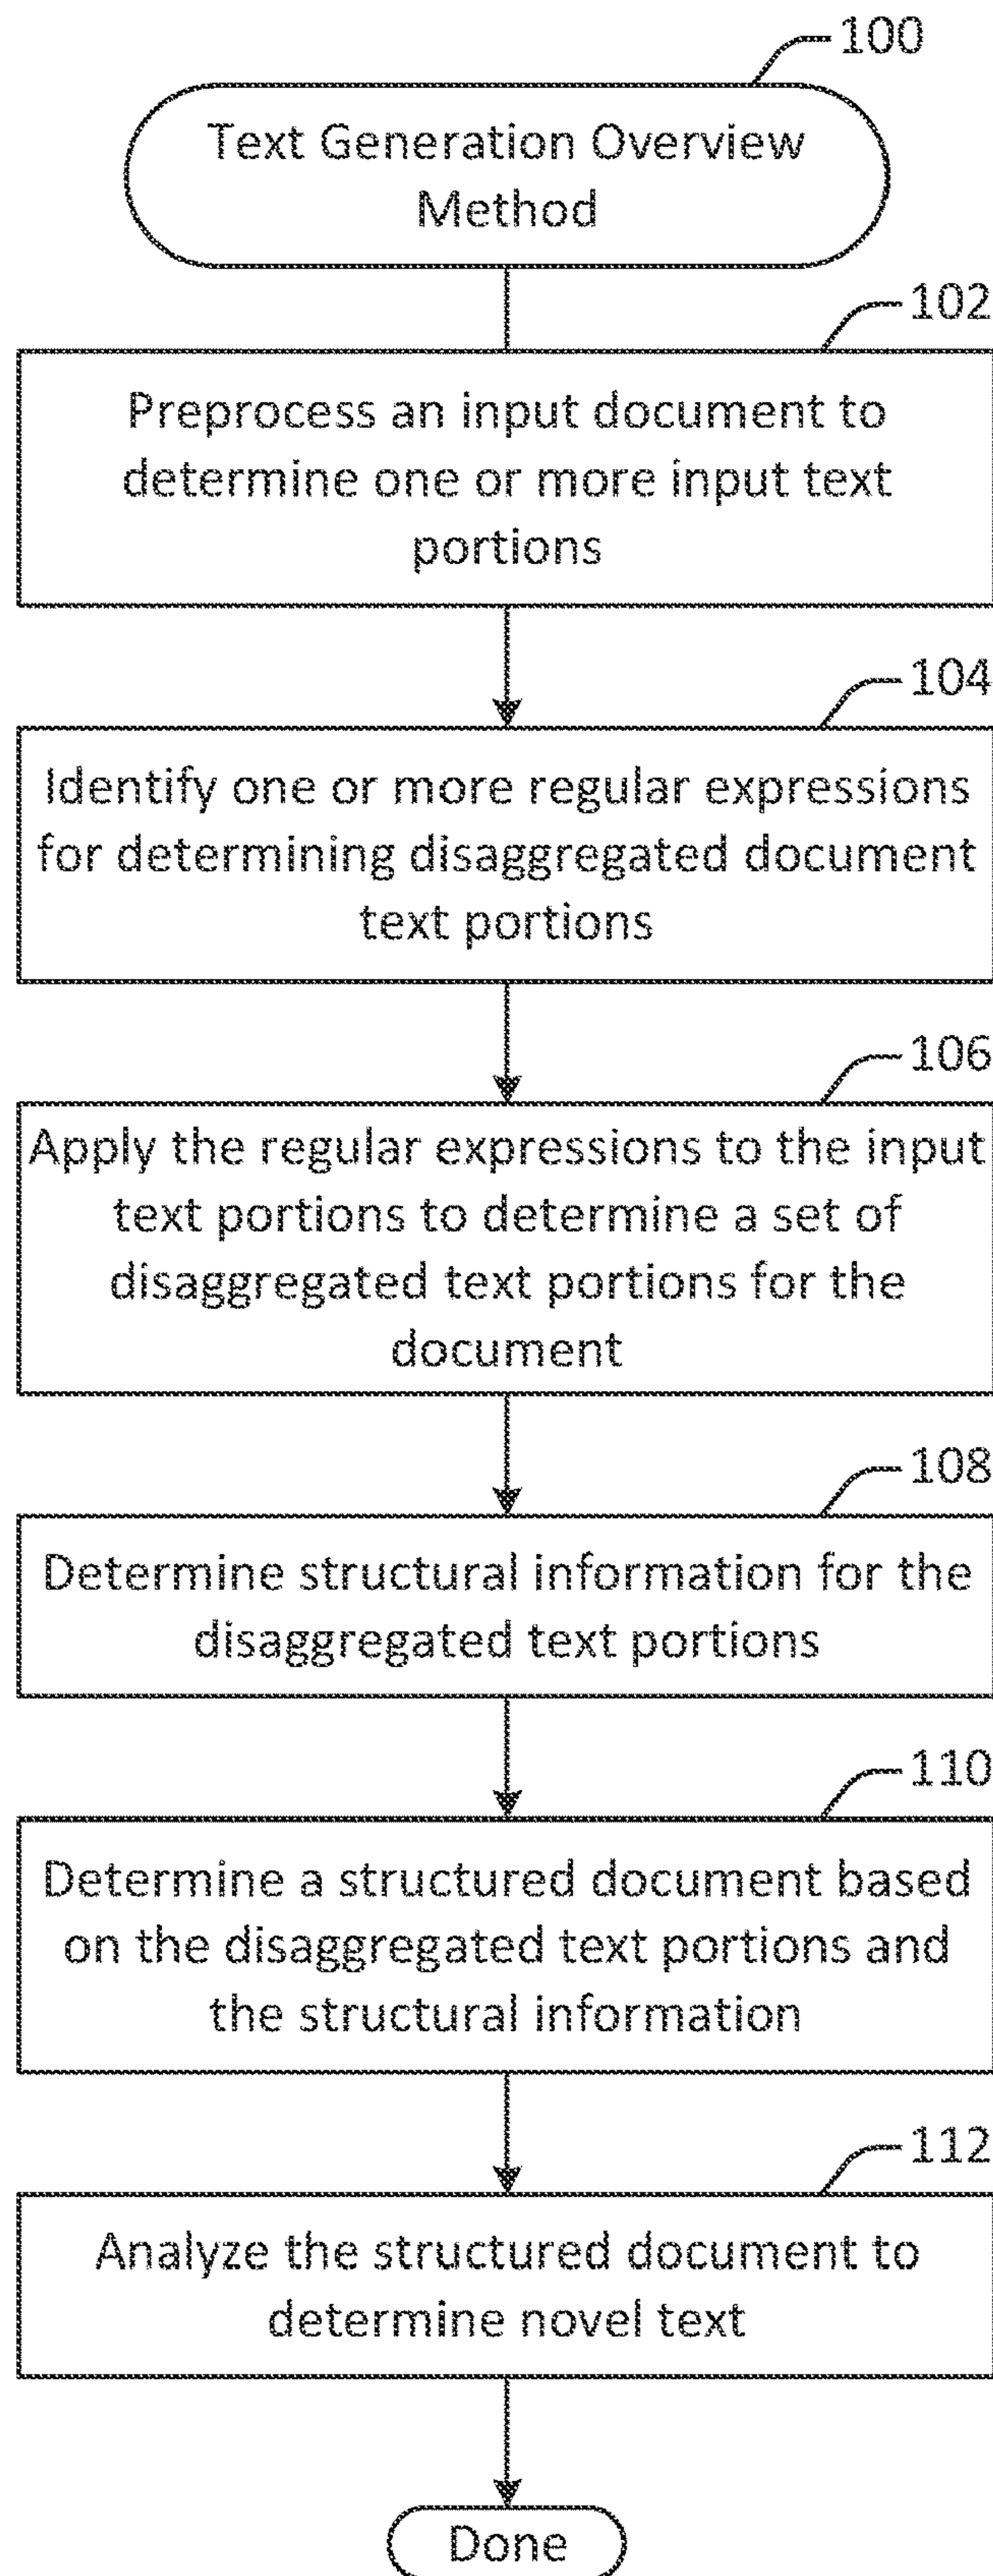 100
Text Generation Overview
Method
102
Preprocess an input document to
determine one or more input text
portions
104
Identify one or more regular expressions
for determining disaggregated document
text portions
106
Apply the regular expressions to the input
text portions to determine a set of
disaggregated text portions for the
document
108
Determine structural information for the
disaggregated text portions
110
Determine a structured document based
on the disaggregated text portions and
the structural information
112
Analyze the structured document to
determine novel text
Done